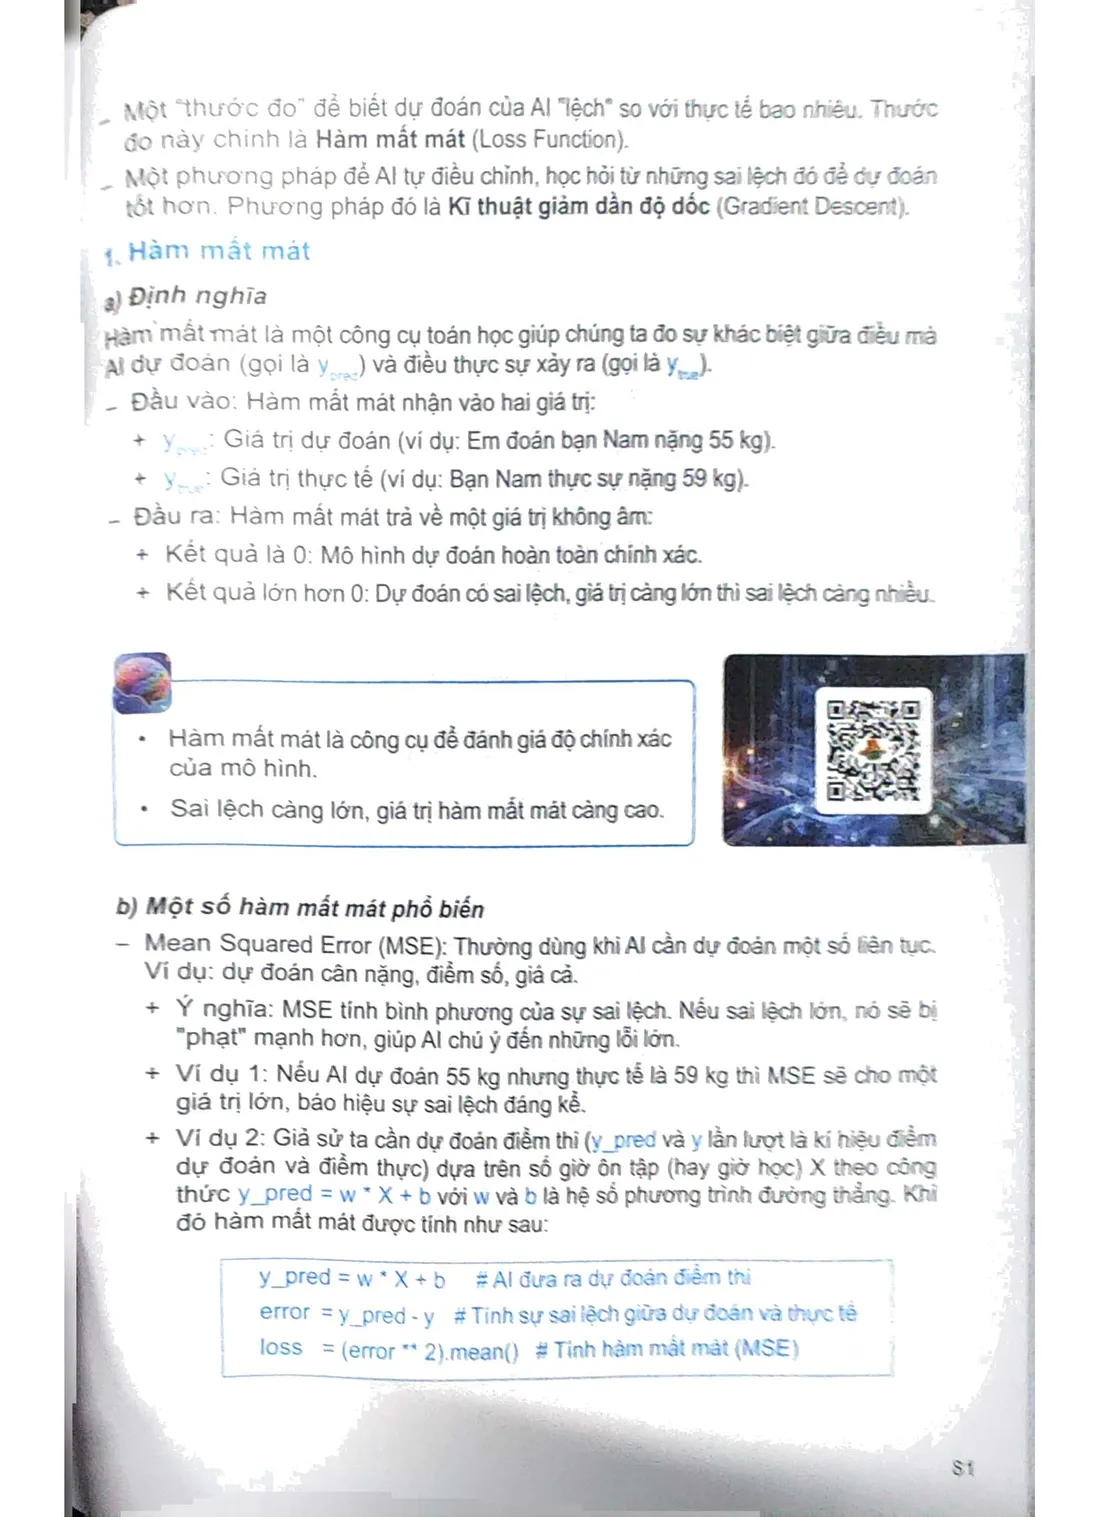 – Một "thước đo" để biết dự đoán của AI "lệch" so với thực tế bao nhiêu. Thước
đo này chính là Hàm mất mát (Loss Function).
– Một phương pháp để AI tự điều chỉnh, học hỏi từ những sai lệch đó để dự đoán
tốt hơn. Phương pháp đó là Kĩ thuật giảm dần độ dốc (Gradient Descent).
1. Hàm mất mát
a) Định nghĩa
Hàm mất mát là một công cụ toán học giúp chúng ta đo sự khác biệt giữa điều mà
AI dự đoán (gọi là y_pred) và điều thực sự xảy ra (gọi là y_true).
– Đầu vào: Hàm mất mát nhận vào hai giá trị:
+ y_pred: Giá trị dự đoán (ví dụ: Em đoán bạn Nam nặng 55 kg).
+ y_true: Giá trị thực tế (ví dụ: Bạn Nam thực sự nặng 59 kg).
– Đầu ra: Hàm mất mát trả về một giá trị không âm:
+ Kết quả là 0: Mô hình dự đoán hoàn toàn chính xác.
+ Kết quả lớn hơn 0: Dự đoán có sai lệch, giá trị càng lớn thì sai lệch càng nhiều.
• Hàm mất mát là công cụ để đánh giá độ chính xác
của mô hình.
• Sai lệch càng lớn, giá trị hàm mất mát càng cao.
b) Một số hàm mất mát phổ biến
– Mean Squared Error (MSE): Thường dùng khi AI cần dự đoán một số liên tục.
Ví dụ: dự đoán cân nặng, điểm số, giá cả.
+ Ý nghĩa: MSE tính bình phương của sự sai lệch. Nếu sai lệch lớn, nó sẽ bị
"phạt" mạnh hơn, giúp AI chú ý đến những lỗi lớn.
+ Ví dụ 1: Nếu AI dự đoán 55 kg nhưng thực tế là 59 kg thì MSE sẽ cho một
giá trị lớn, báo hiệu sự sai lệch đáng kể.
+ Ví dụ 2: Giả sử ta cần dự đoán điểm thi (y_pred và y lần lượt là kí hiệu điểm
dự đoán và điểm thực) dựa trên số giờ ôn tập (hay giờ học) X theo công
thức y_pred = w * X + b với w và b là hệ số phương trình đường thẳng. Khi
đó hàm mất mát được tính như sau:
y_pred = w * X + b # AI đưa ra dự đoán điểm thi
error = y_pred - y # Tính sự sai lệch giữa dự đoán và thực tế
loss = (error ** 2).mean() # Tính hàm mất mát (MSE)
51